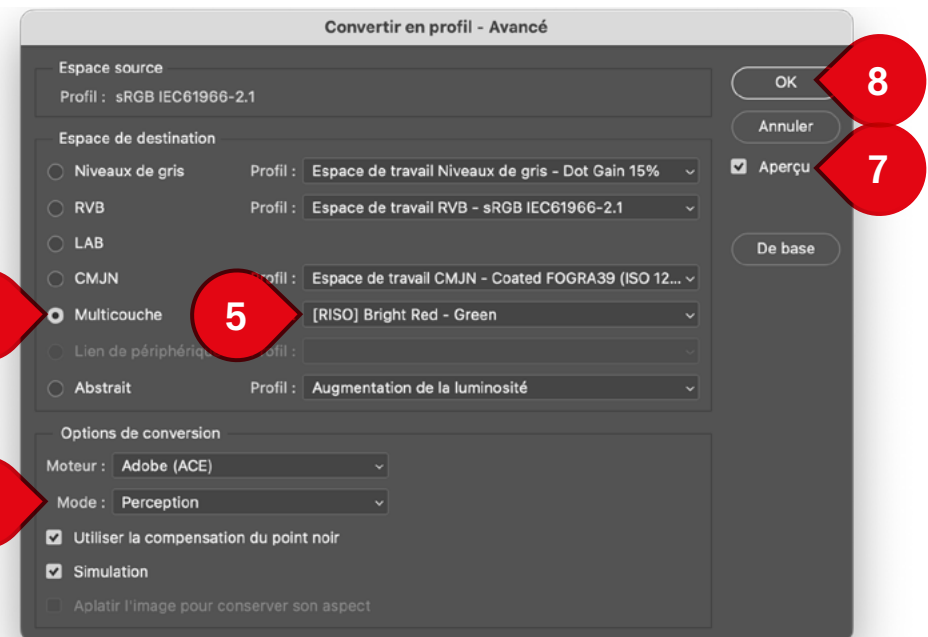 Convertir en profil - Avancé
Espace source
Profil : sRGB IEC61966-2.1
OK
8
Annuler
Aperçu
7
De base
Espace de destination
Niveaux de gris Profil : Espace de travail Niveaux de gris - Dot Gain 15%
RVB Profil : Espace de travail RVB - sRGB IEC61966-2.1
LAB
CMJN Profil : Espace de travail CMJN - Coated FOGRA39 (ISO 12...
Multicouche 5 [RISO] Bright Red - Green
Lien de périphériq ofil :
Abstrait Profil : Augmentation de la luminosité
Options de conversion
Moteur : Adobe (ACE)
Mode : Perception
Utiliser la compensation du point noir
Simulation
Aplatir l'image pour conserver son aspect